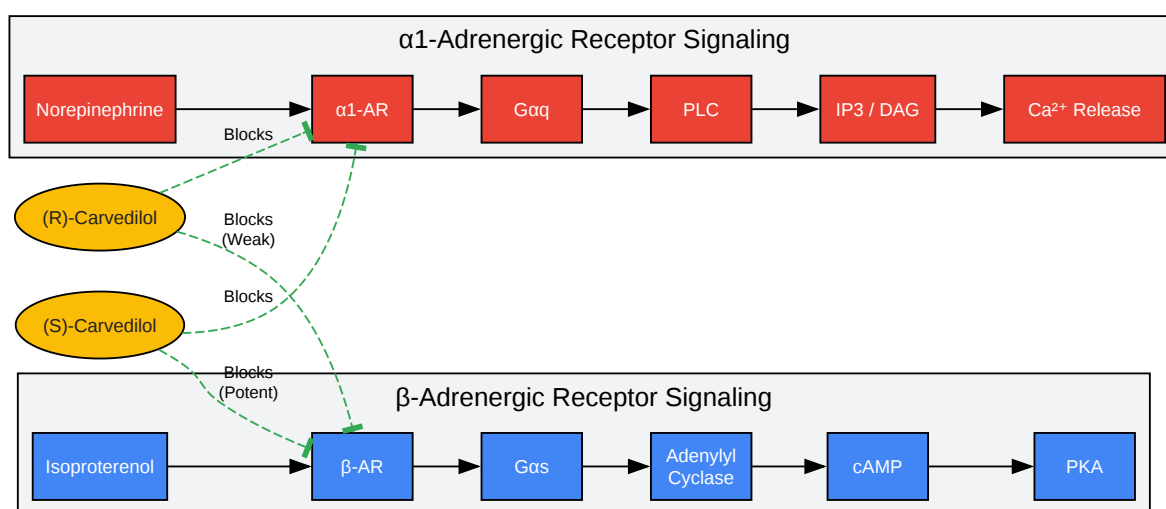 α1-Adrenergic Receptor Signaling
Norepinephrine
α1-AR
Gαq
PLC
IP3 / DAG
Ca²⁺ Release
Blocks
(R)-Carvedilol
Blocks
(Weak)
Blocks
(S)-Carvedilol
Blocks
(Potent)
β-Adrenergic Receptor Signaling
Isoproterenol
β-AR
Gαs
Adenylyl
Cyclase
cAMP
PKA